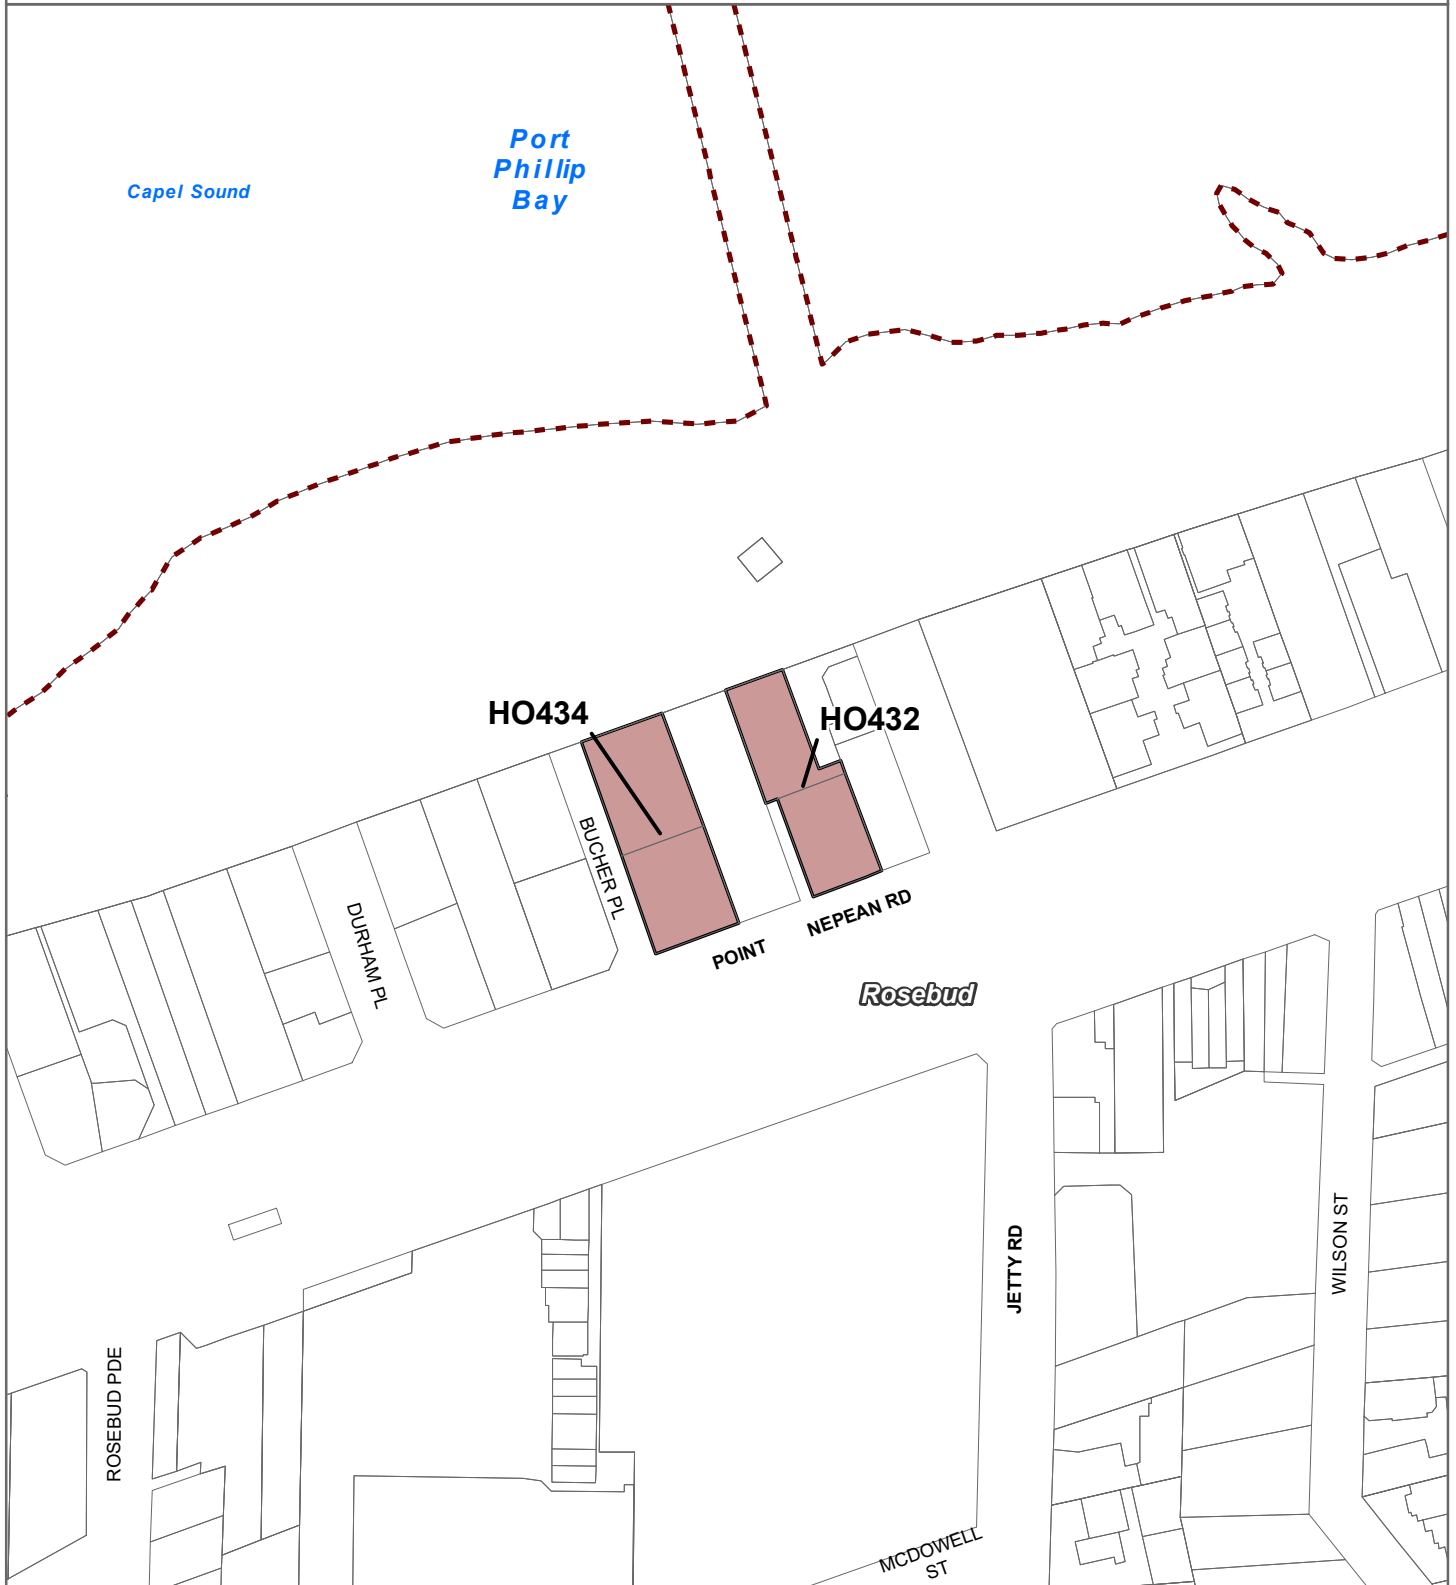 Port
Phillip
Bay
Capel Sound
HO434
HO432
BUCHER PL
DURHAM PL
POINT
NEPEAN RD
Rosebud
JETTY RD
WILSON ST
ROSEBUD PDE
MCDOWELL
ST